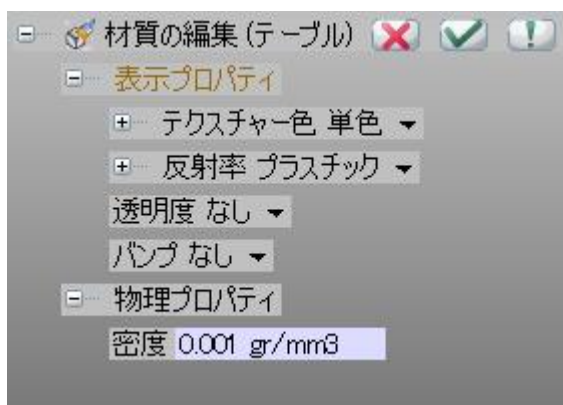 材質の編集 (テーブル)
表示プロパティ
テクスチャー色 単色
反射率 プラスチック
透明度 なし
バンプ なし
物理プロパティ
密度 0.001 gr/mm3